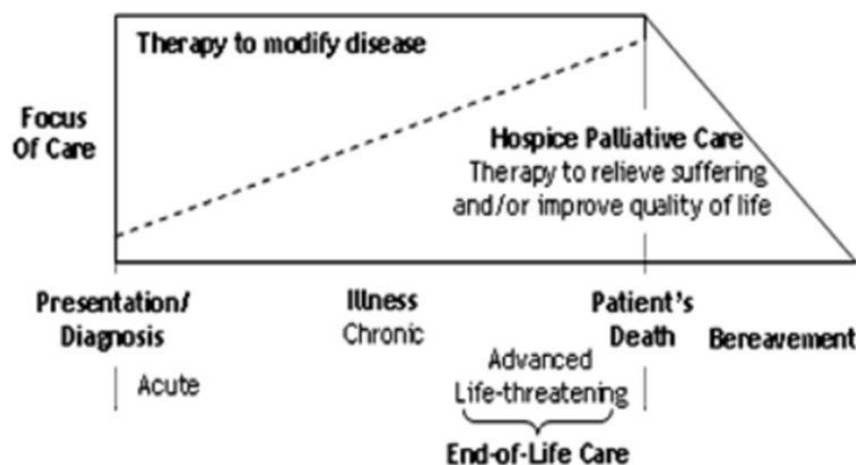 Therapy to modify disease
Focus
Of Care
Hospice Palliative Care
Therapy to relieve suffering
and/or improve quality of life
Presentation/
Diagnosis
Acute
Illness
Chronic
Advanced
Life-threatening
End-of-Life Care
Patient's
Death
Bereavement